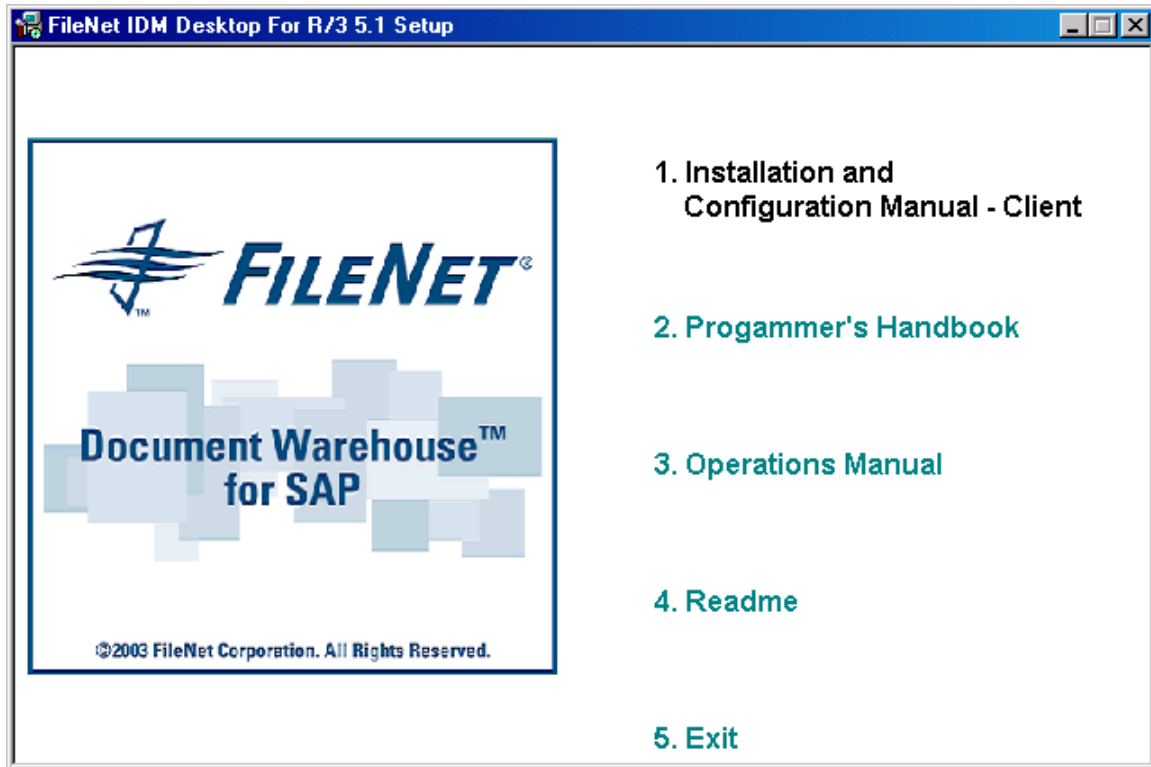 FileNet IDM Desktop For R/3 5.1 Setup
FILENET®
TM
Document Warehouse™
for SAP
©2003 FileNet Corporation. All Rights Reserved.
1. Installation and
Configuration Manual - Client
2. Progammer's Handbook
3. Operations Manual
4. Readme
5. Exit